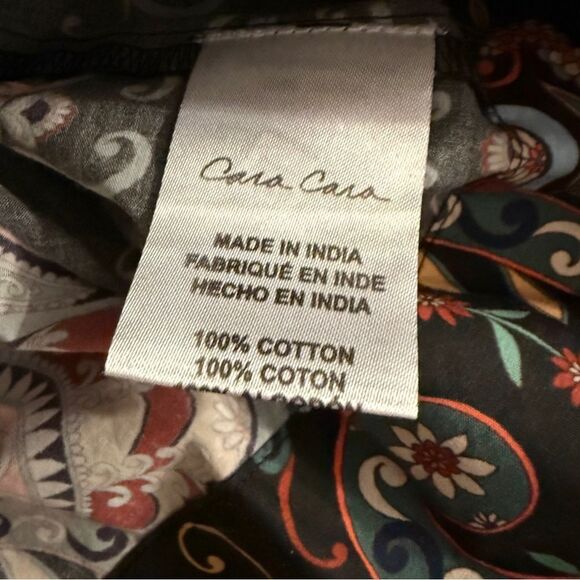 Cara Cara
MADE IN INDIA
FABRIQUÉ EN INDE
HECHO EN INDIA
100% COTTON
100% COTON